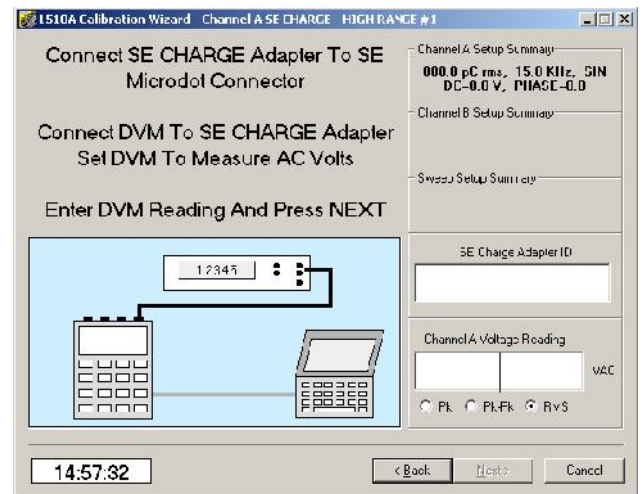 1510A Calibration Wizard Channel A SE CHARGE HIGH RANGE #1
Connect SE CHARGE Adapter To SE
Microdot Connector
Connect DVM To SE CHARGE Adapter
Set DVM To Measure AC Volts
Enter DVM Reading And Press NEXT
12345
14:57:32
Channel A Setup Summary
000.0 pC rms, 15.0 KHz, SIN
DC=0.0 V, PHASE=0.0
Channel B Setup Summary
Sweep Setup Summary
SE Charge Adapter ID
Channel A Voltage Reading
VAC
Pk Pk-Pk RMS
< Back Next > Cancel